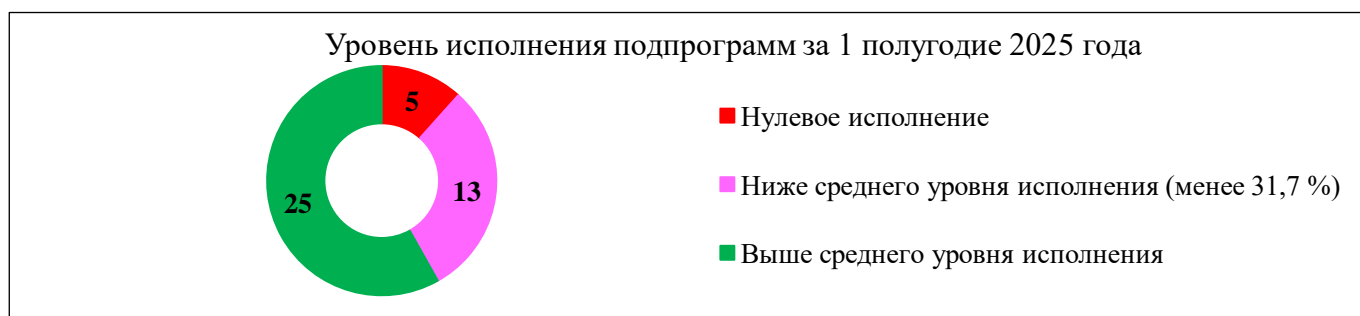 Уровень исполнения подпрограмм за 1 полугодие 2025 года
5
Нулевое исполнение
13
Ниже среднего уровня исполнения (менее 31,7 %)
25
Выше среднего уровня исполнения